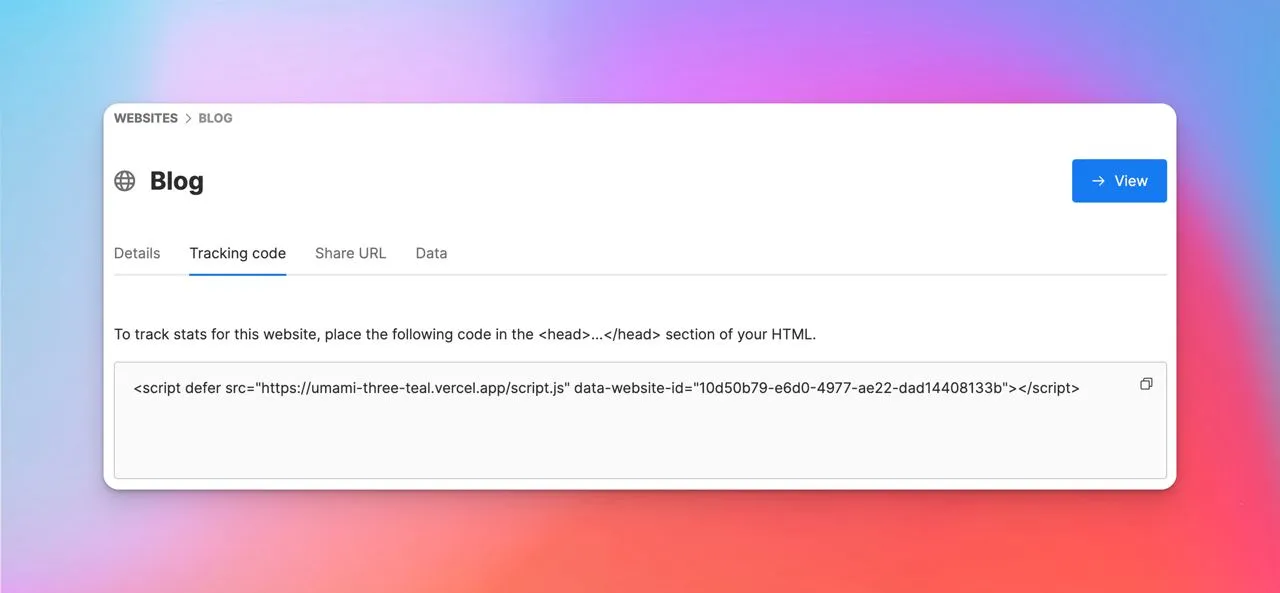 WEBSITES > BLOG
Blog
→ View
Details Tracking code Share URL Data
To track stats for this website, place the following code in the <head>...</head> section of your HTML.
<script defer src="https://umami-three-teal.vercel.app/script.js" data-website-id="10d50b79-e6d0-4977-ae22-dad14408133b"></script>